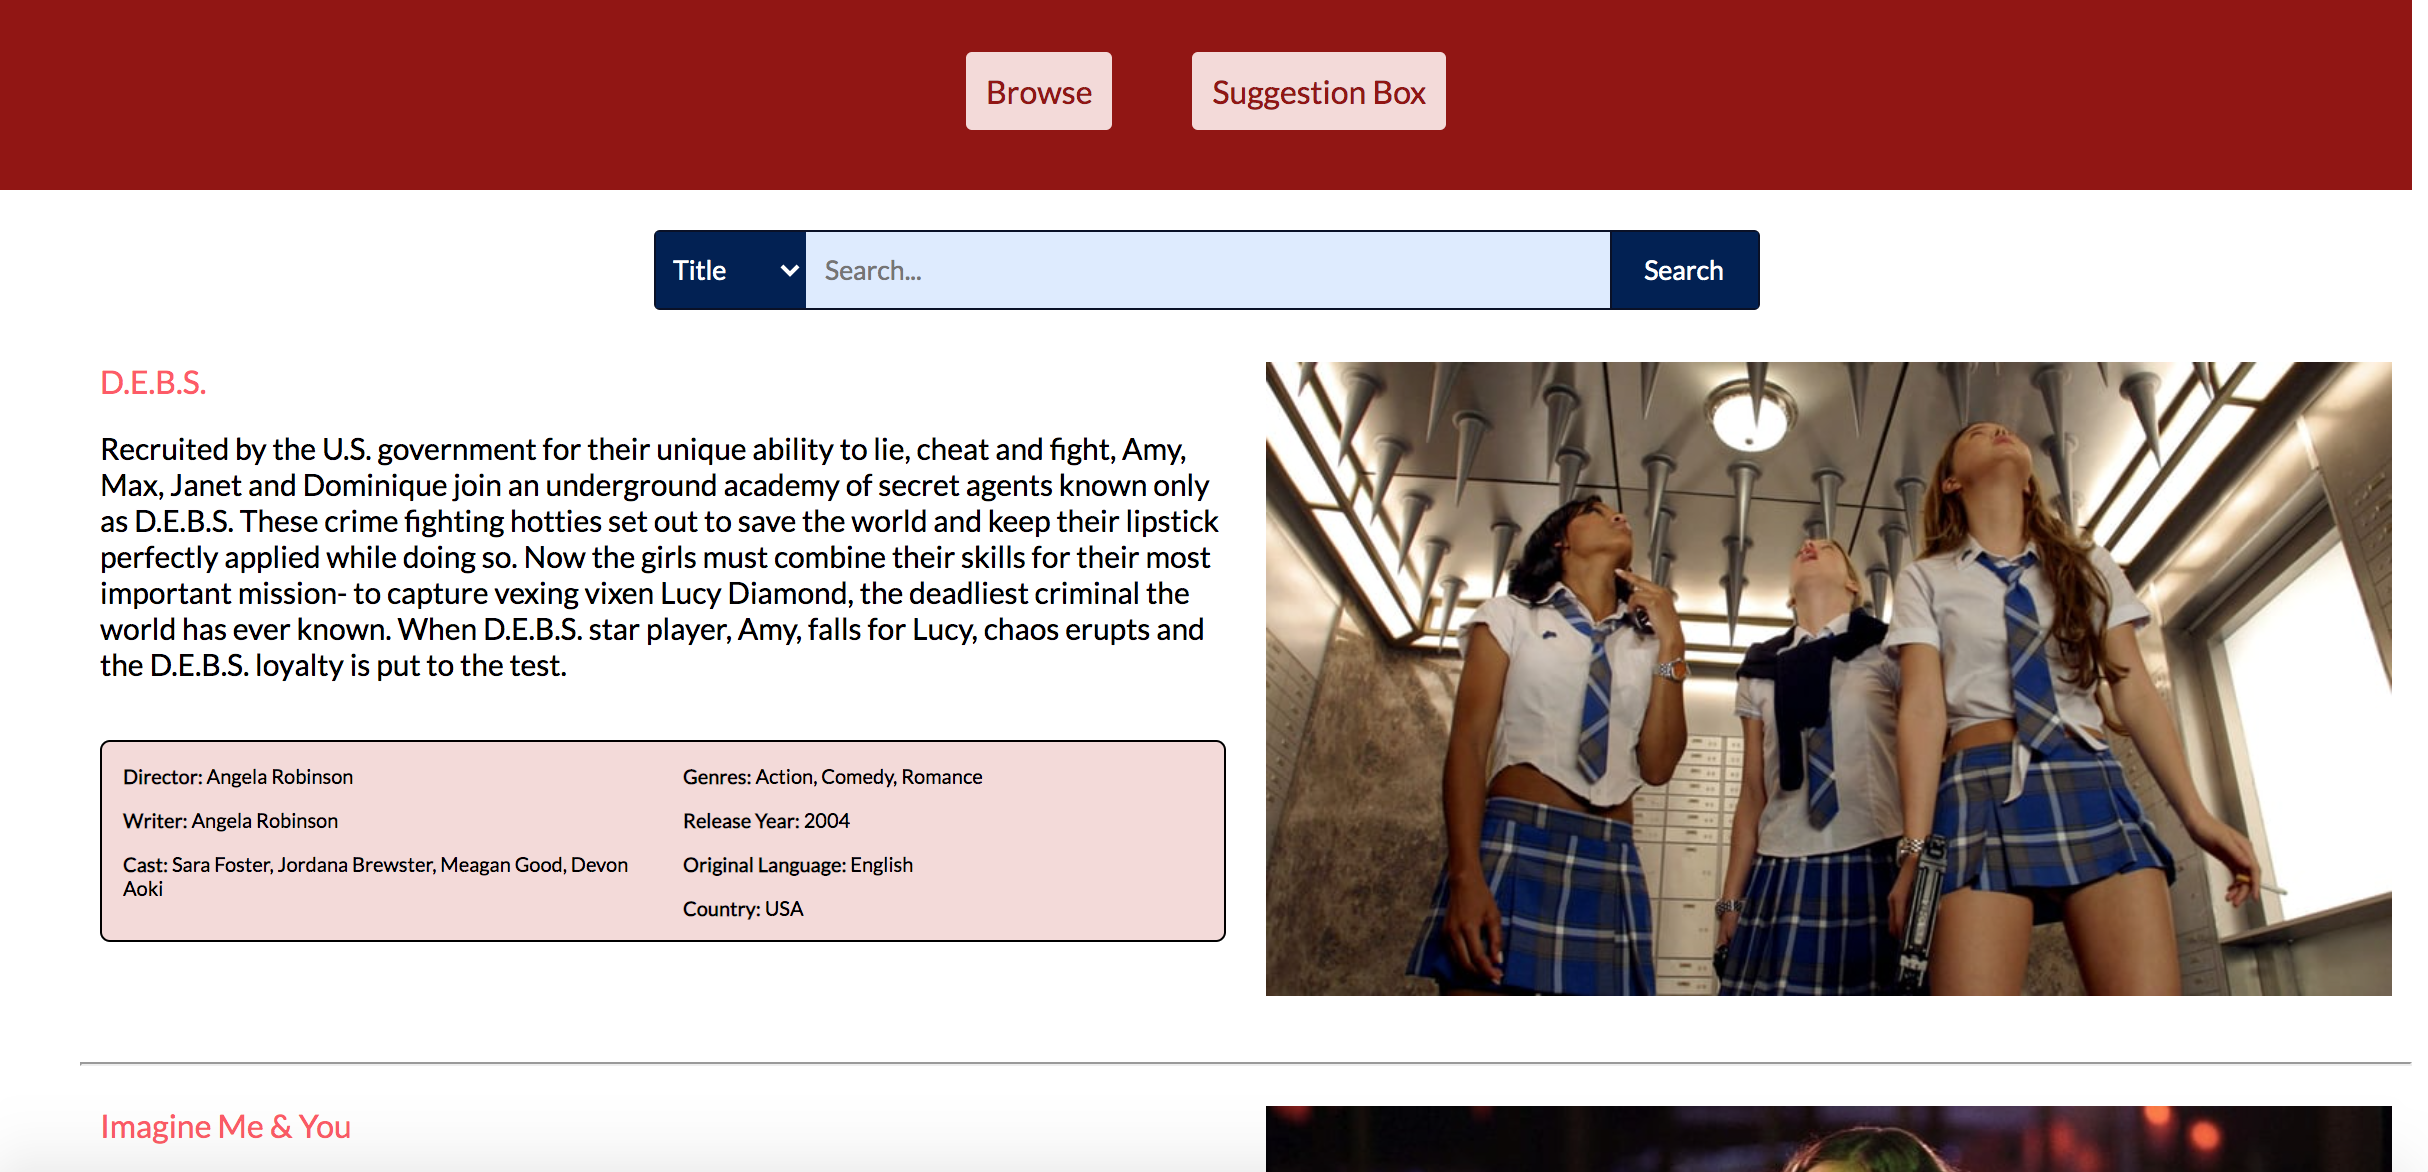 Browse
Suggestion Box
Title
Search...
Search
D.E.B.S.
Recruited by the U.S. government for their unique ability to lie, cheat and fight, Amy,
Max, Janet and Dominique join an underground academy of secret agents known only
as D.E.B.S. These crime fighting hotties set out to save the world and keep their lipstick
perfectly applied while doing so. Now the girls must combine their skills for their most
important mission- to capture vexing vixen Lucy Diamond, the deadliest criminal the
world has ever known. When D.E.B.S. star player, Amy, falls for Lucy, chaos erupts and
the D.E.B.S. loyalty is put to the test.
Director: Angela Robinson
Writer: Angela Robinson
Cast: Sara Foster, Jordana Brewster, Meagan Good, Devon
Aoki
Genres: Action, Comedy, Romance
Release Year: 2004
Original Language: English
Country: USA
Imagine Me & You